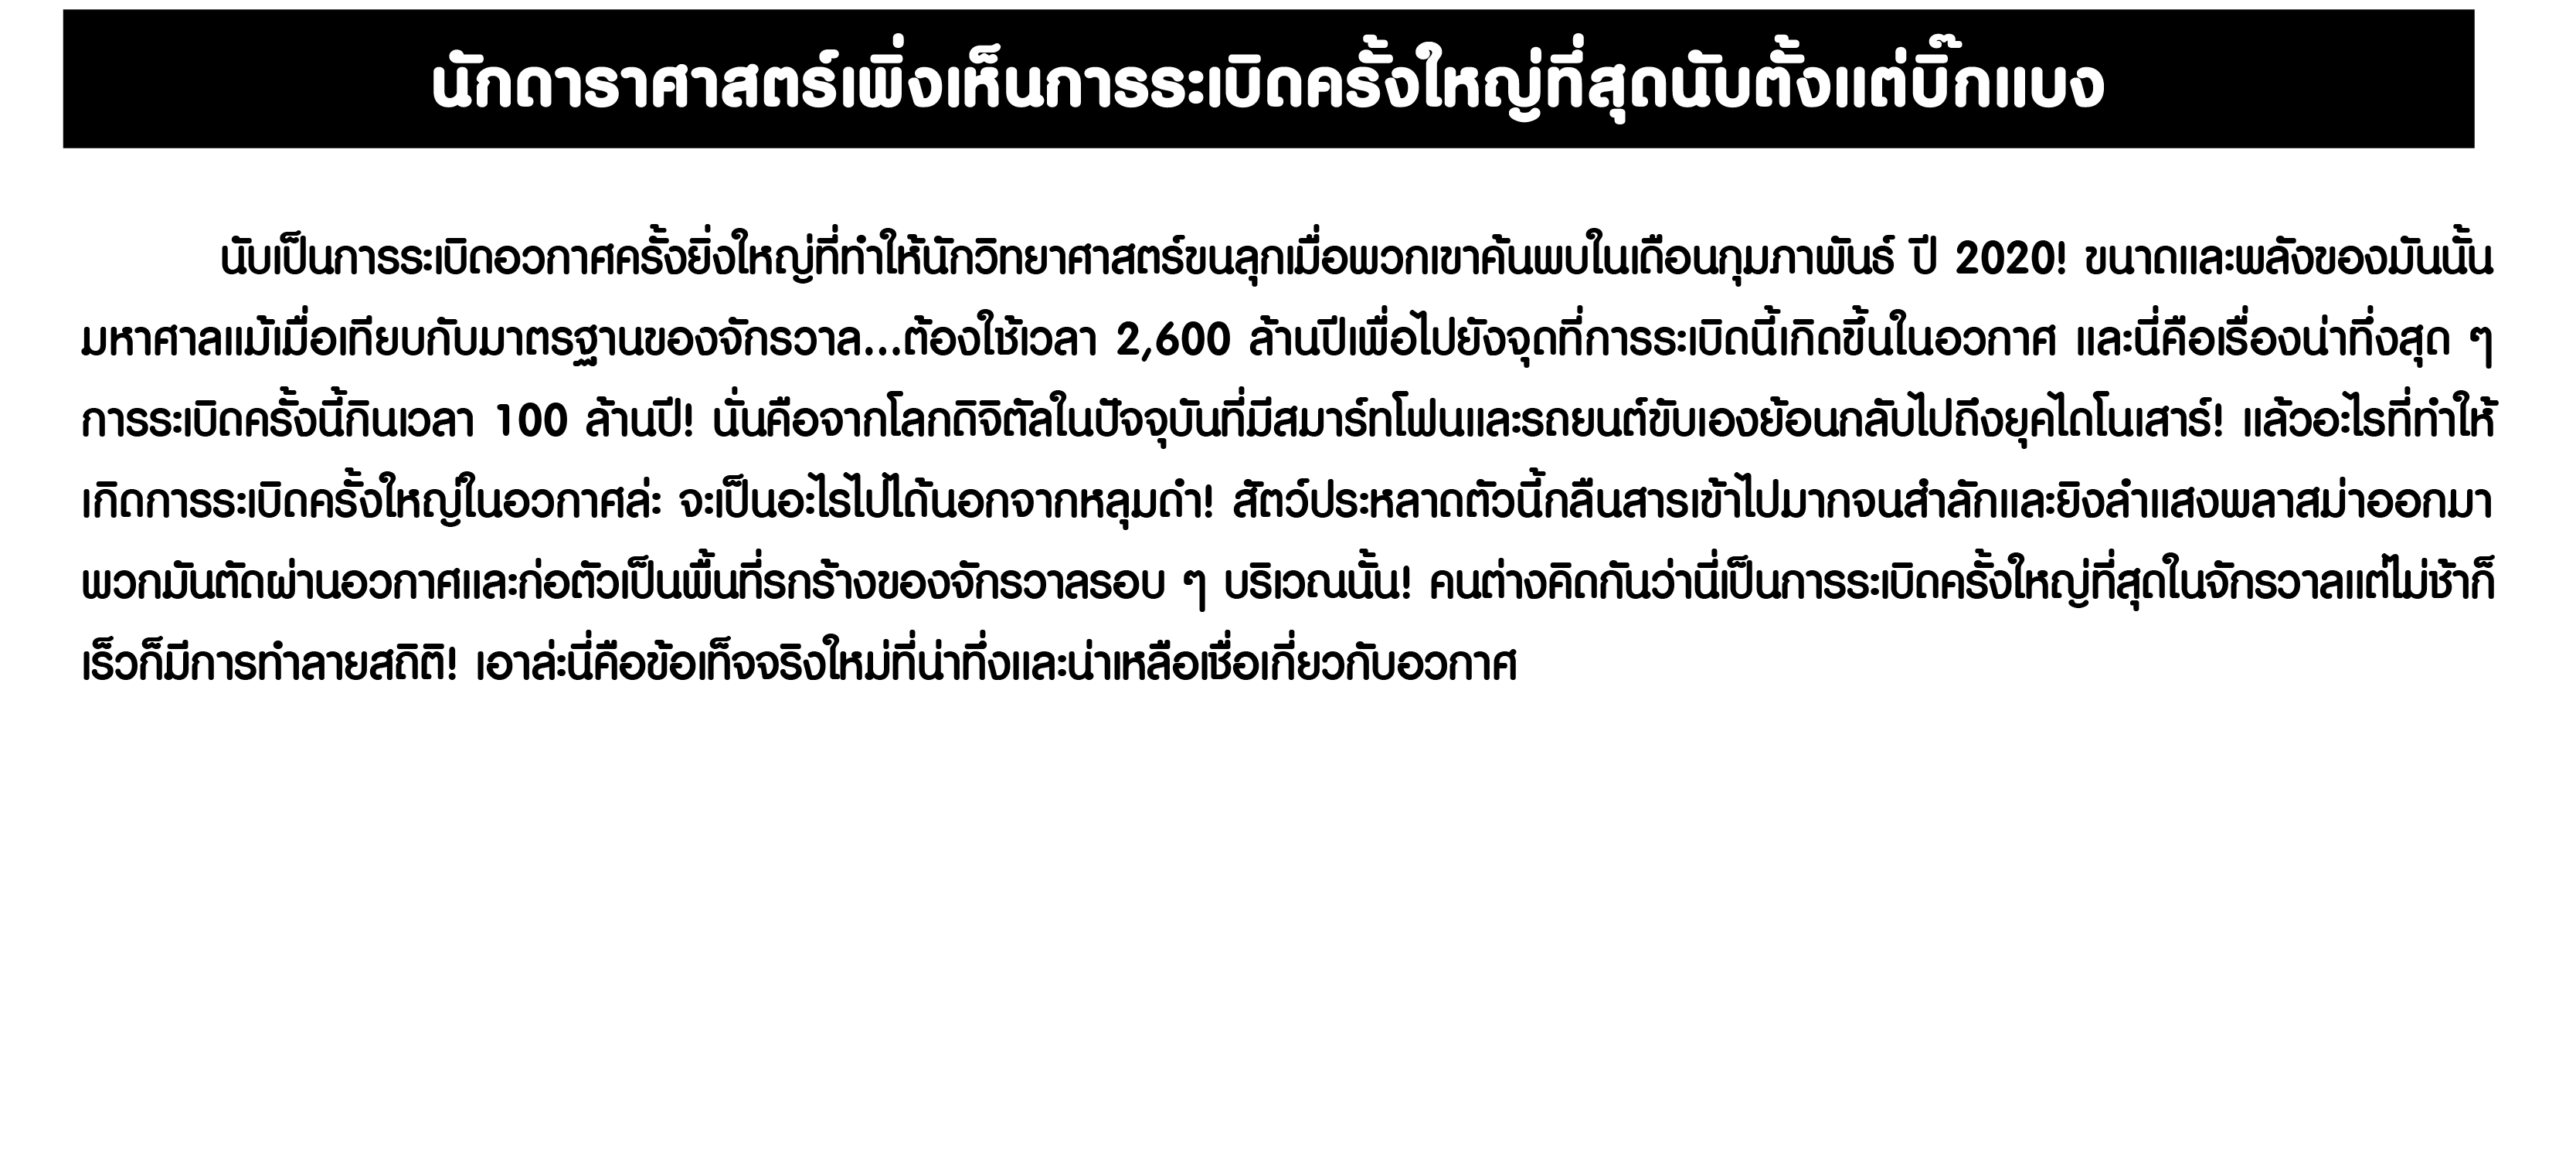 นักดาราศาสตร์เพิ่งเห็นการระเบิดครั้งใหญ่ที่สุดนับตั้งแต่บิ๊กแบง
นับเป็นการระเบิดอวกาศครั้งยิ่งใหญ่ที่ทำให้นักวิทยาศาสตร์ขนลุกเมื่อพวกเขาค้นพบในเดือนกุมภาพันธ์ ปี 2020! ขนาดและพลังของมันนั้น
มหาศาลแม้เมื่อเทียบกับมาตรฐานของจักรวาล...ต้องใช้เวลา 2,600 ล้านปีเพื่อไปยังจุดที่การระเบิดนี้เกิดขึ้นในอวกาศ และนี่คือเรื่องน่าทึ่งสุด ๆ
การระเบิดครั้งนี้กินเวลา 100 ล้านปี! นั่นคือจากโลกดิจิตัลในปัจจุบันที่มีสมาร์ทโฟนและรถยนต์ขับเองย้อนกลับไปถึงยุคไดโนเสาร์! แล้วอะไรที่ทำให้
เกิดการระเบิดครั้งใหญ่ในอวกาศล่ะ จะเป็นอะไรไปได้นอกจากหลุมดำ! สัตว์ประหลาดตัวนี้กลืนสารเข้าไปมากจนสำลักและยิงลำแสงพลาสม่าออกมา
พวกมันตัดผ่านอวกาศและก่อตัวเป็นพื้นที่รกร้างของจักรวาลรอบ ๆ บริเวณนั้น! คนต่างคิดกันว่านี่เป็นการระเบิดครั้งใหญ่ที่สุดในจักรวาลแต่ไม่ช้าก็
เร็วก็มีการทำลายสถิติ! เอาล่ะนี่คือข้อเท็จจริงใหม่ที่น่าทึ่งและน่าเหลือเชื่อเกี่ยวกับอวกาศ